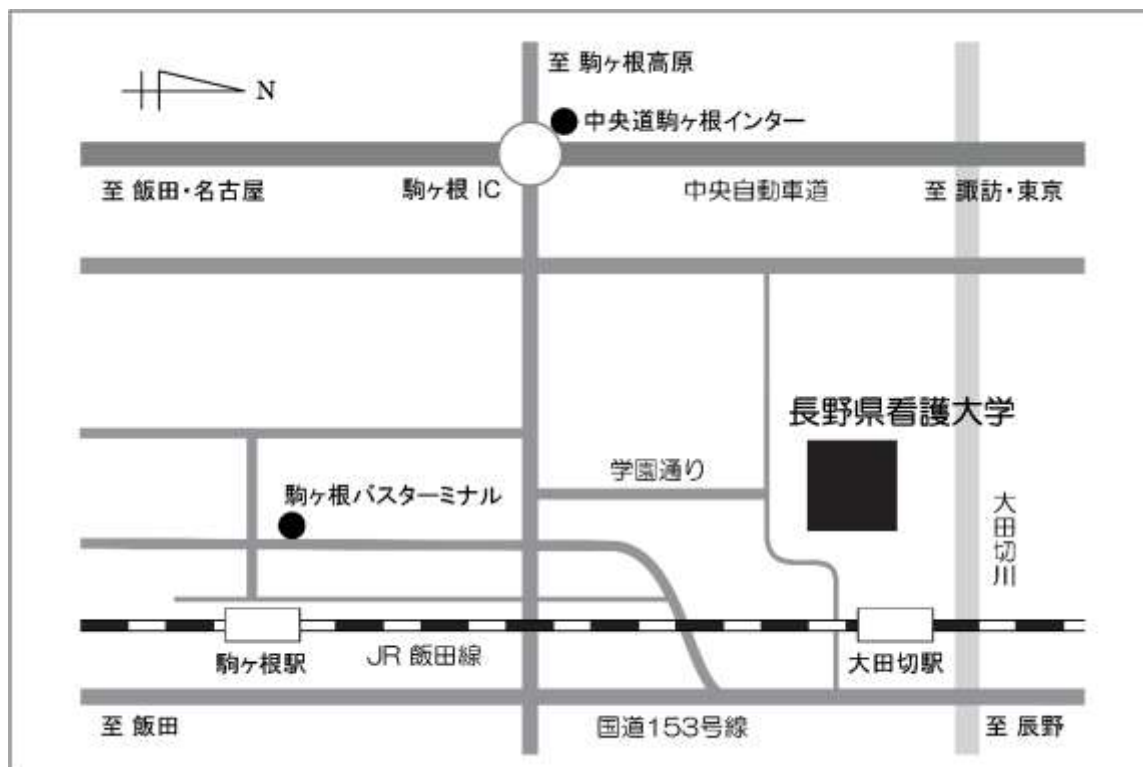 至 駒ヶ根高原
N
中央道駒ヶ根インター
至 飯田・名古屋
駒ヶ根 IC
中央自動車道
至 諏訪・東京
長野県看護大学
学園通り
駒ヶ根バスターミナル
大田切川
駒ヶ根駅
JR 飯田線
大田切駅
至 飯田
国道153号線
至 辰野